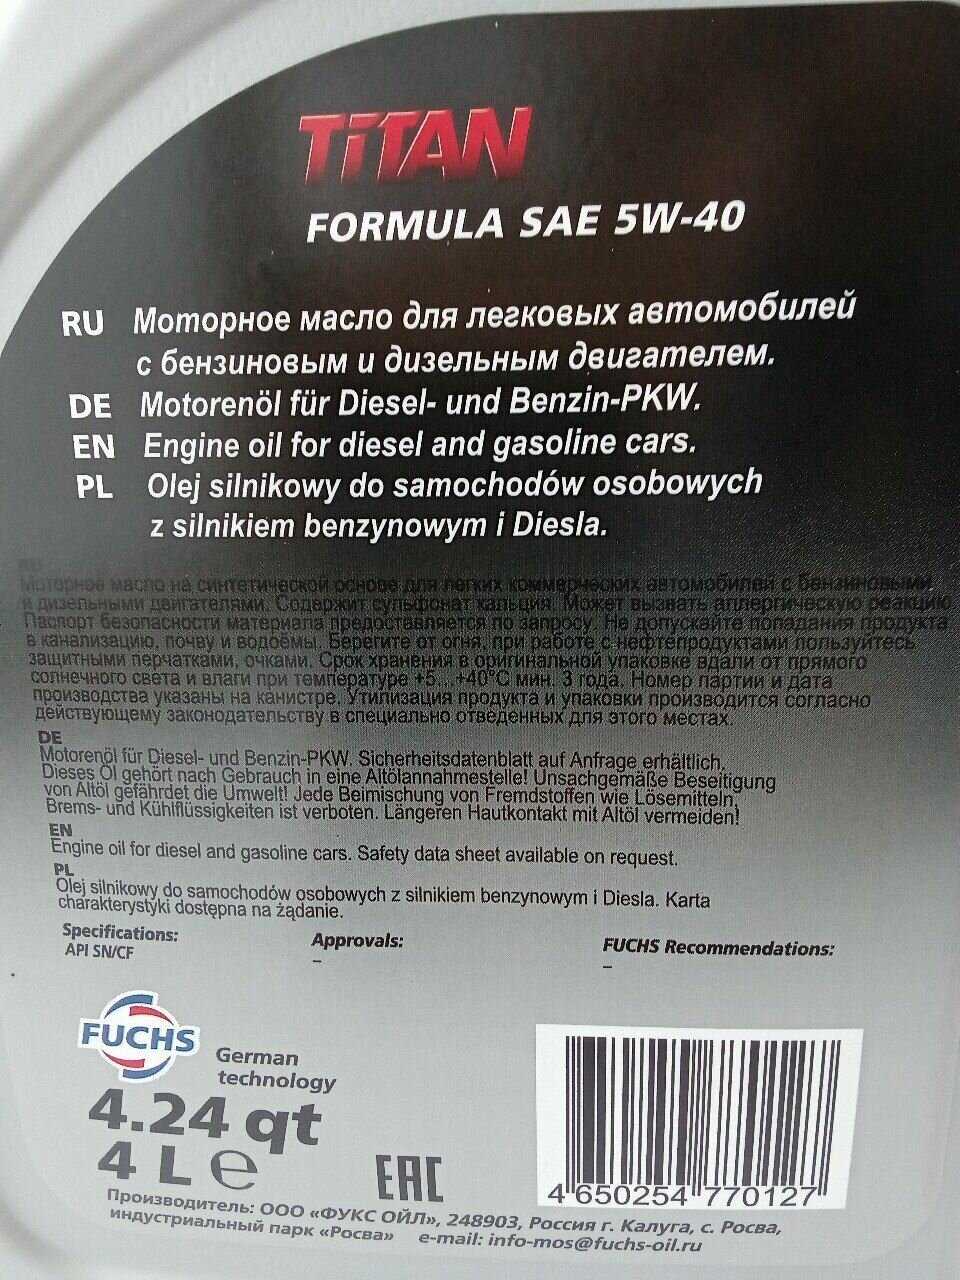 TiTAN
FORMULA SAE 5W-40
RU Моторное масло для легковых автомобилей
с бензиновым и дизельным двигателем.
DE Motorenöl für Diesel- und Benzin-PKW.
EN Engine oil for diesel and gasoline cars.
PL Olej silnikowy do samochodów osobowych
z silnikiem benzynowym i Diesla.
RU
Моторное масло на синтетической основе для легких коммерческих автомобилей с бензиновыми
и дизельными двигателями. Содержит сульфонат кальция. Может вызвать аллергическую реакцию
Паспорт безопасности материала предоставляется по запросу. Не допускайте попадания продукта
в канализацию, почву и водоёмы. Берегите от огня, при работе с нефтепродуктами пользуйтесь
защитными перчатками, очками. Срок хранения в оригинальной упаковке вдали от прямого
солнечного света и влаги при температуре +5...+40°C мин. 3 года. Номер партии и дата
производства указаны на канистре. Утилизация продукта и упаковки производится согласно
действующему законодательству в специально отведенных для этого местах.
DE
Motorenöl für Diesel- und Benzin-PKW. Sicherheitsdatenblatt auf Anfrage erhältlich.
Dieses Öl gehört nach Gebrauch in eine Altölannahmestelle! Unsachgemäße Beseitigung
von Altöl gefährdet die Umwelt! Jede Beimischung von Fremdstoffen wie Lösemitteln,
Brems- und Kühlflüssigkeiten ist verboten. Längeren Hautkontakt mit Altöl vermeiden!
EN
Engine oil for diesel and gasoline cars. Safety data sheet available on request.
PL
Olej silnikowy do samochodów osobowych z silnikiem benzynowym i Diesla. Karta
charakterystyki dostępna na żądanie.
Specifications: Approvals: FUCHS Recommendations:
API SN/CF – –
FUCHS
German
technology
4.24 qt
4 L e
EAC
4 650254 770127
Производитель: ООО «ФУКС ОЙЛ», 248903, Россия г. Калуга, с. Росва,
индустриальный парк «Росва» e-mail: info-mos@fuchs-oil.ru